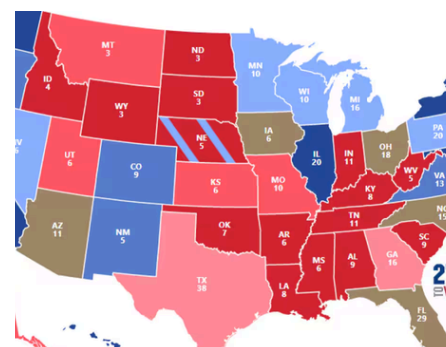 MT
3
ND
3
MN
10
ID
4
SD
3
WI
10
MI
16
WY
3
NE
5
IA
6
PA
20
UT
6
CO
9
IL
20
IN
11
OH
18
WV
5
VA
13
KS
6
MO
10
KY
8
AZ
11
NM
5
OK
7
AR
6
TN
11
NC
15
SC
9
TX
38
LA
8
MS
6
AL
9
GA
16
FL
29